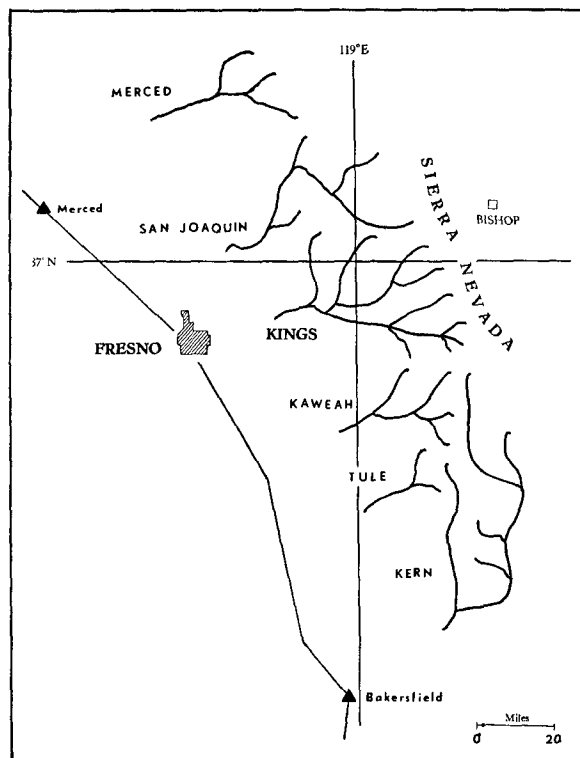 119°E
MERCED
SIERRA NEVADA
Merced
BISHOP
SAN JOAQUIN
37° N
KINGS
FRESNO
KAWEAH
TULE
KERN
Bakersfield
Miles
0 20